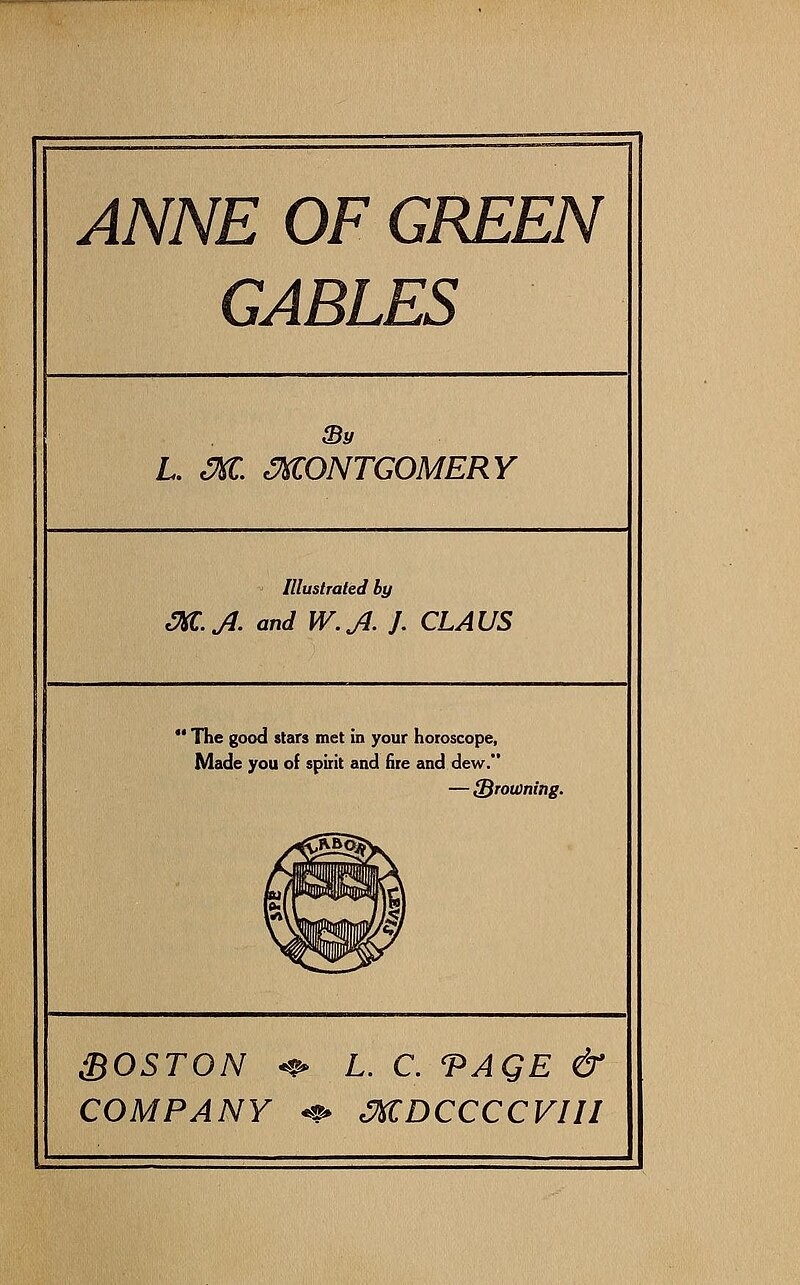 ANNE OF GREEN
GABLES
By
L. M. MONTGOMERY
Illustrated by
M. A. and W. A. J. CLAUS
"The good stars met in your horoscope,
Made you of spirit and fire and dew."
— Browning.
SPE LABOR LEVIS
BOSTON L. C. PAGE &
COMPANY MDCCCCVIII